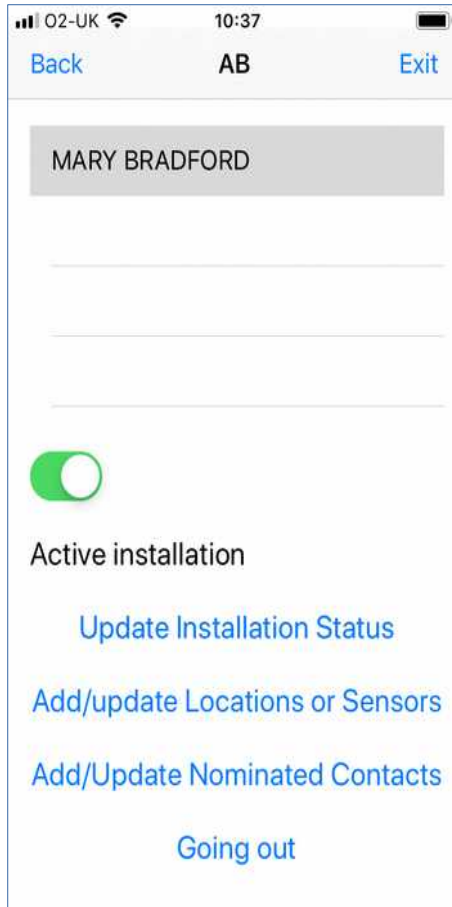 O2-UK 10:37
Back AB Exit
MARY BRADFORD
Active installation
Update Installation Status
Add/update Locations or Sensors
Add/Update Nominated Contacts
Going out